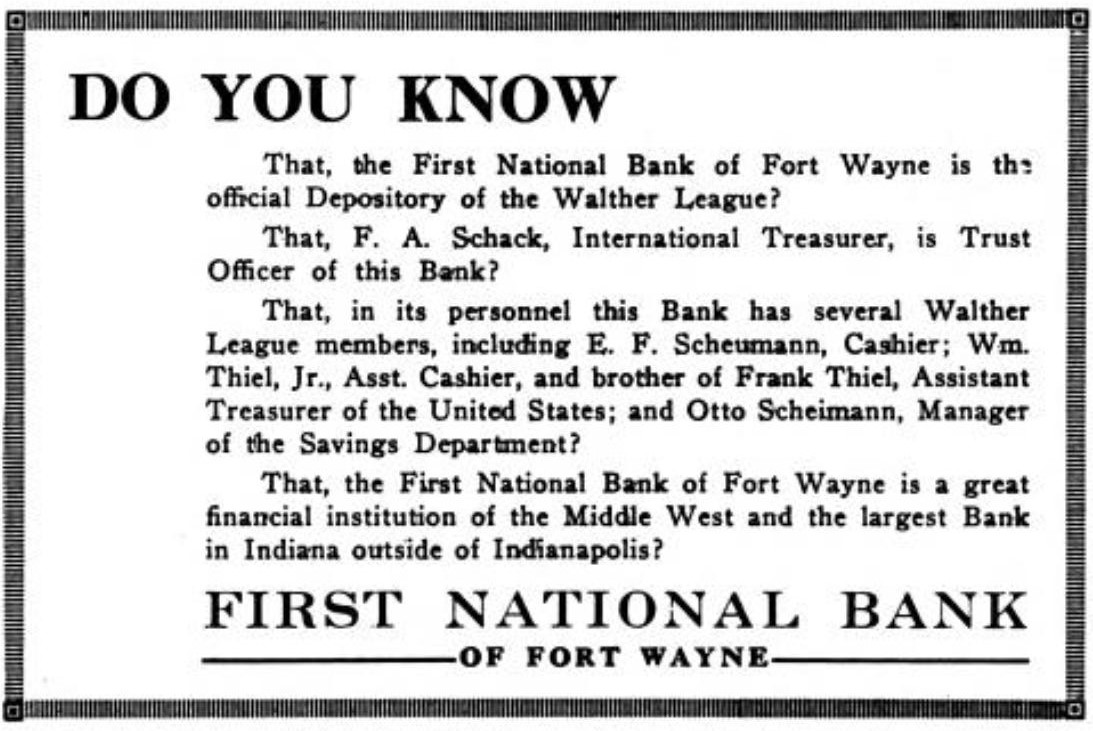 DO YOU KNOW
That, the First National Bank of Fort Wayne is the
official Depository of the Walther League?
That, F. A. Schack, International Treasurer, is Trust
Officer of this Bank?
That, in its personnel this Bank has several Walther
League members, including E. F. Scheumann, Cashier; Wm.
Thiel, Jr., Asst. Cashier, and brother of Frank Thiel, Assistant
Treasurer of the United States; and Otto Scheimann, Manager
of the Savings Department?
That, the First National Bank of Fort Wayne is a great
financial institution of the Middle West and the largest Bank
in Indiana outside of Indianapolis?
FIRST NATIONAL BANK
OF FORT WAYNE